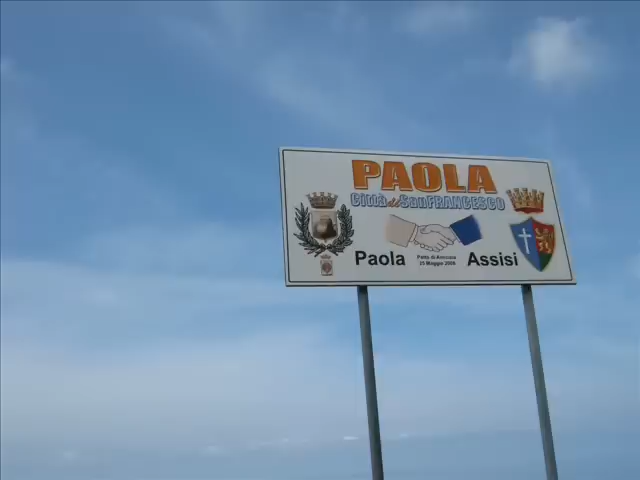 PAOLA
Città di San FRANCESCO
Paola
Patto di Amicizia
25 Maggio 2006
Assisi